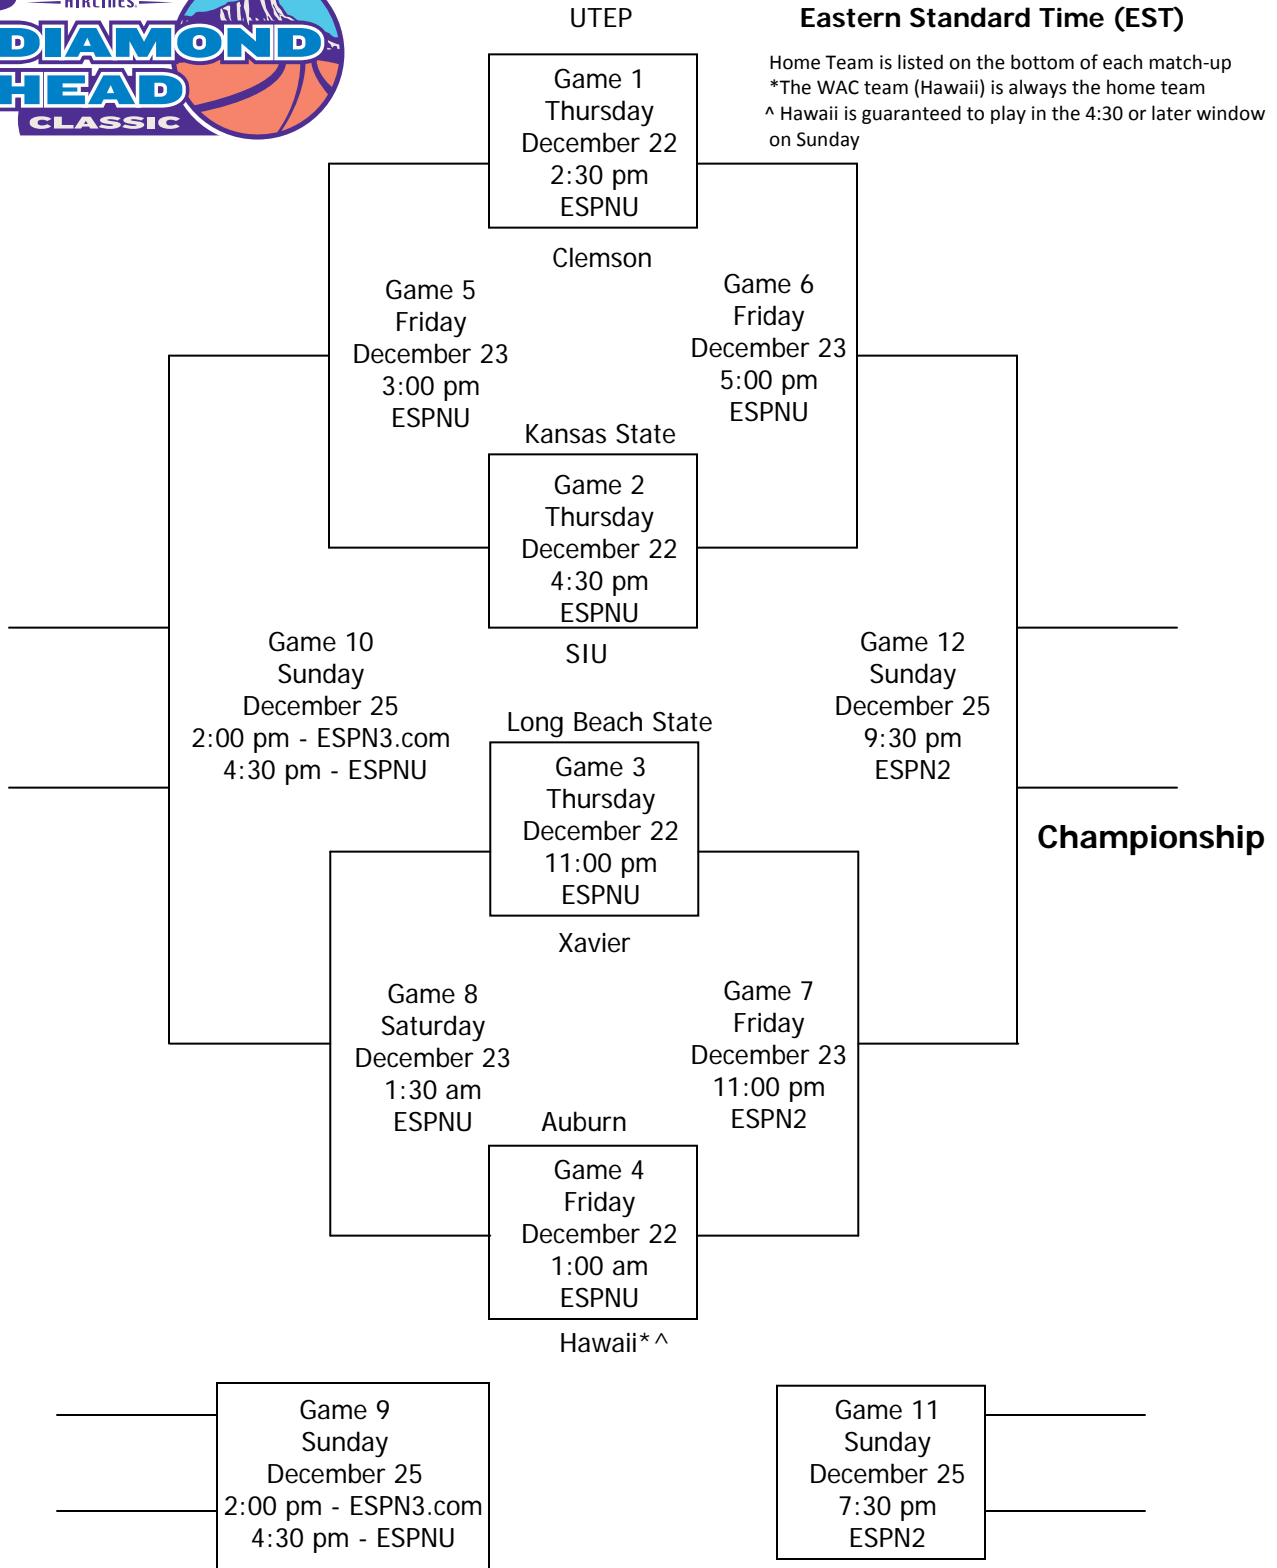 AIRLINES
DIAMOND
HEAD
CLASSIC
UTEP
Eastern Standard Time (EST)
Home Team is listed on the bottom of each match-up
*The WAC team (Hawaii) is always the home team
^ Hawaii is guaranteed to play in the 4:30 or later window
on Sunday
Game 1
Thursday
December 22
2:30 pm
ESPNU
Clemson
Game 5
Friday
December 23
3:00 pm
ESPNU
Game 6
Friday
December 23
5:00 pm
ESPNU
Kansas State
Game 2
Thursday
December 22
4:30 pm
ESPNU
SIU
Game 10
Sunday
December 25
2:00 pm - ESPN3.com
4:30 pm - ESPNU
Game 12
Sunday
December 25
9:30 pm
ESPN2
Championship
Long Beach State
Game 3
Thursday
December 22
11:00 pm
ESPNU
Xavier
Game 8
Saturday
December 23
1:30 am
ESPNU
Game 7
Friday
December 23
11:00 pm
ESPN2
Auburn
Game 4
Friday
December 22
1:00 am
ESPNU
Hawaii*^
Game 9
Sunday
December 25
2:00 pm - ESPN3.com
4:30 pm - ESPNU
Game 11
Sunday
December 25
7:30 pm
ESPN2